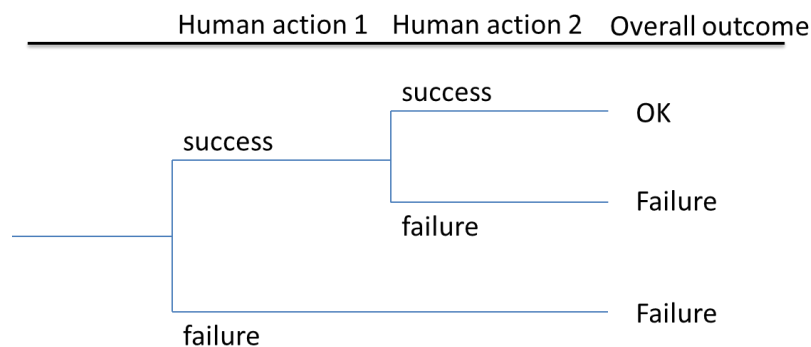 Human action 1 Human action 2 Overall outcome
success
OK
success
Failure
failure
Failure
failure